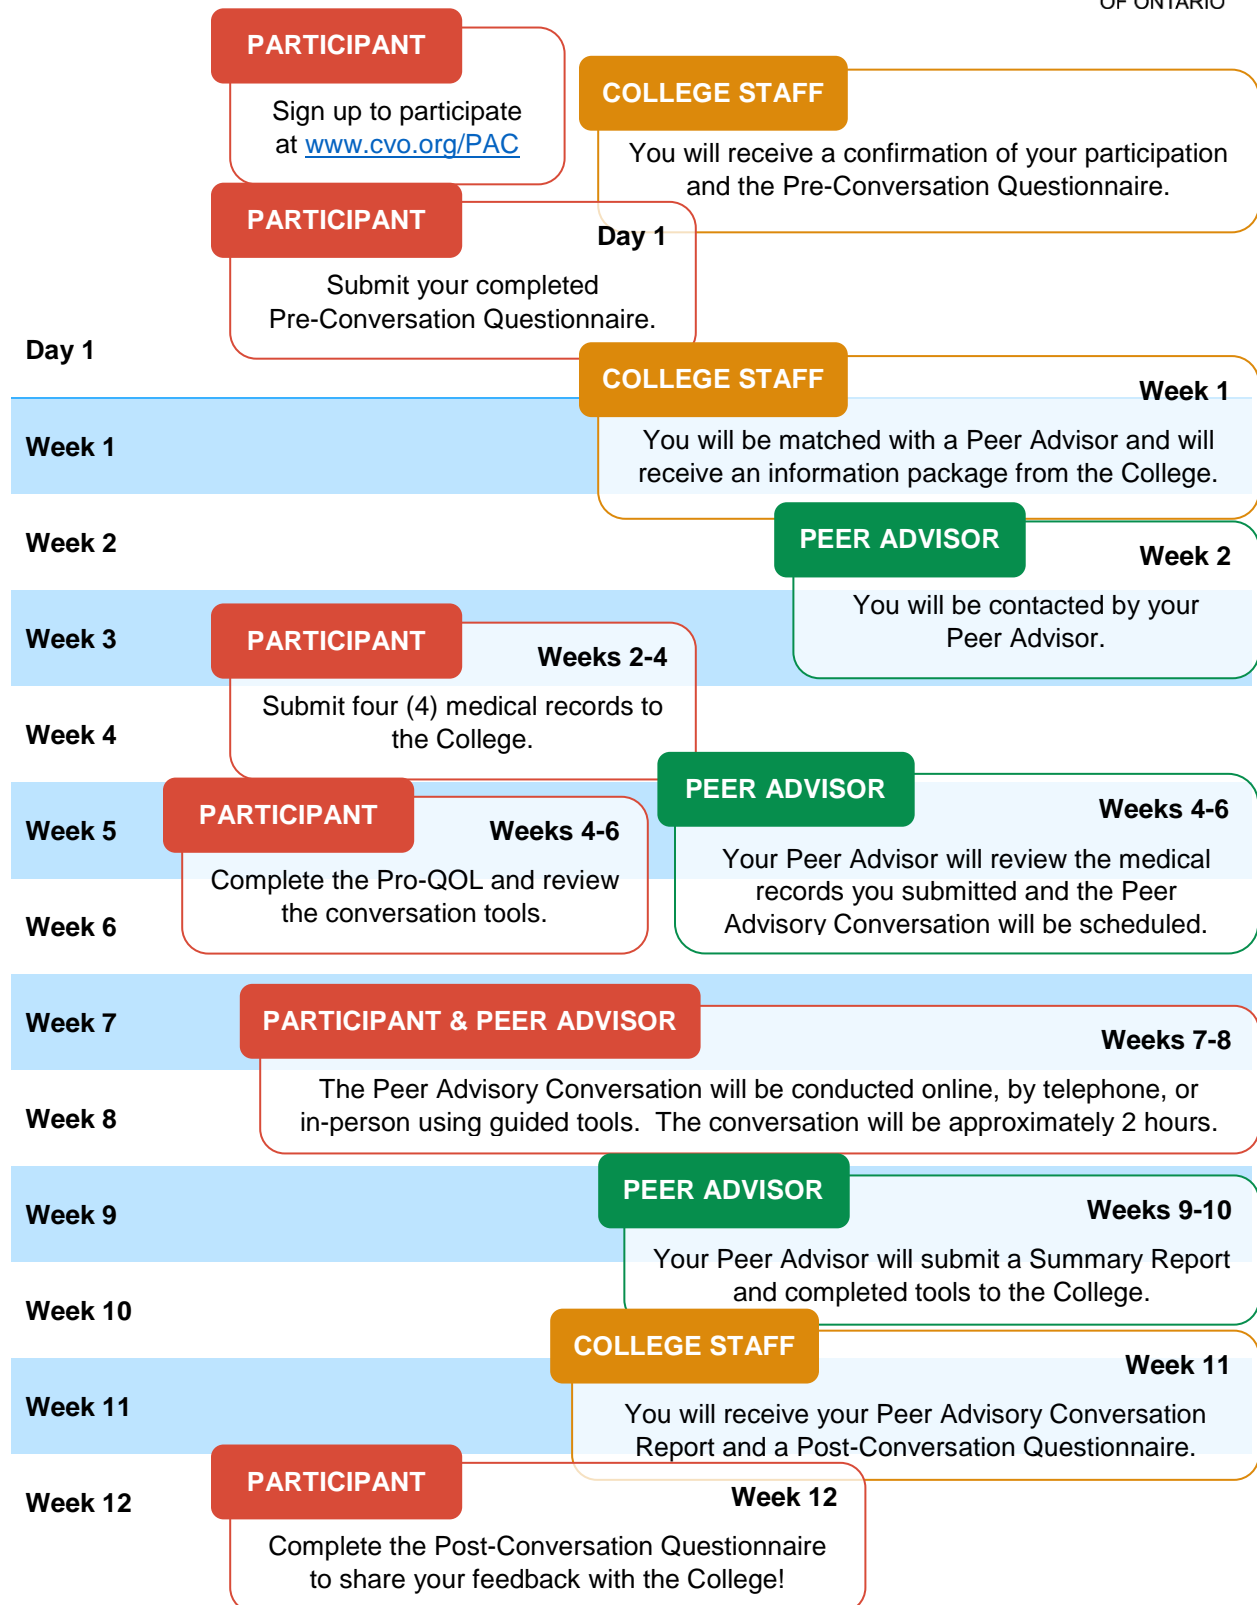 OF ONTARIO
PARTICIPANT
Sign up to participate
at www.cvo.org/PAC
COLLEGE STAFF
You will receive a confirmation of your participation
and the Pre-Conversation Questionnaire.
PARTICIPANT
Day 1
Submit your completed
Pre-Conversation Questionnaire.
Day 1
COLLEGE STAFF
Week 1
You will be matched with a Peer Advisor and will
receive an information package from the College.
Week 1
Week 2
PEER ADVISOR
Week 2
You will be contacted by your
Peer Advisor.
Week 3
PARTICIPANT
Weeks 2-4
Submit four (4) medical records to
the College.
Week 4
Week 5
PARTICIPANT
Weeks 4-6
Complete the Pro-QOL and review
the conversation tools.
PEER ADVISOR
Weeks 4-6
Your Peer Advisor will review the medical
records you submitted and the Peer
Advisory Conversation will be scheduled.
Week 6
Week 7
PARTICIPANT & PEER ADVISOR
Weeks 7-8
The Peer Advisory Conversation will be conducted online, by telephone, or
in-person using guided tools.  The conversation will be approximately 2 hours.
Week 8
Week 9
PEER ADVISOR
Weeks 9-10
Your Peer Advisor will submit a Summary Report
and completed tools to the College.
Week 10
COLLEGE STAFF
Week 11
You will receive your Peer Advisory Conversation
Report and a Post-Conversation Questionnaire.
Week 11
Week 12
PARTICIPANT
Week 12
Complete the Post-Conversation Questionnaire
to share your feedback with the College!